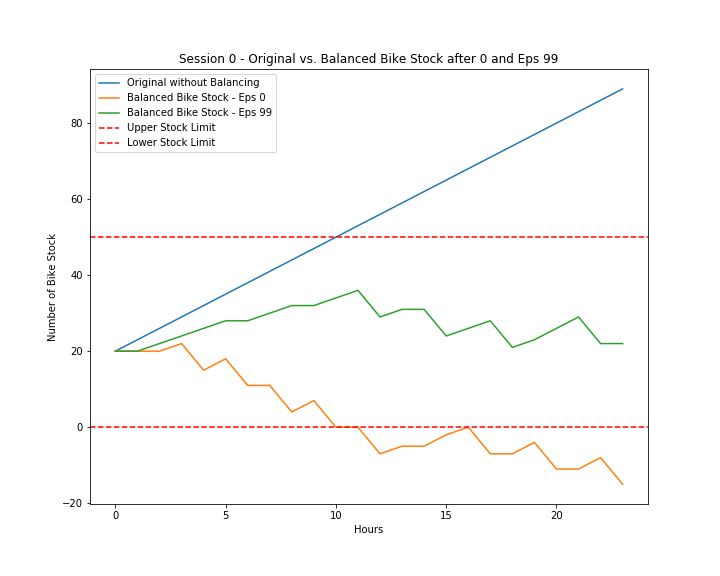 Session 0 - Original vs. Balanced Bike Stock after 0 and Eps 99
Original without Balancing
Balanced Bike Stock - Eps 0
Balanced Bike Stock - Eps 99
Upper Stock Limit
Lower Stock Limit
Number of Bike Stock
80
60
40
20
0
−20
0 5 10 15 20
Hours